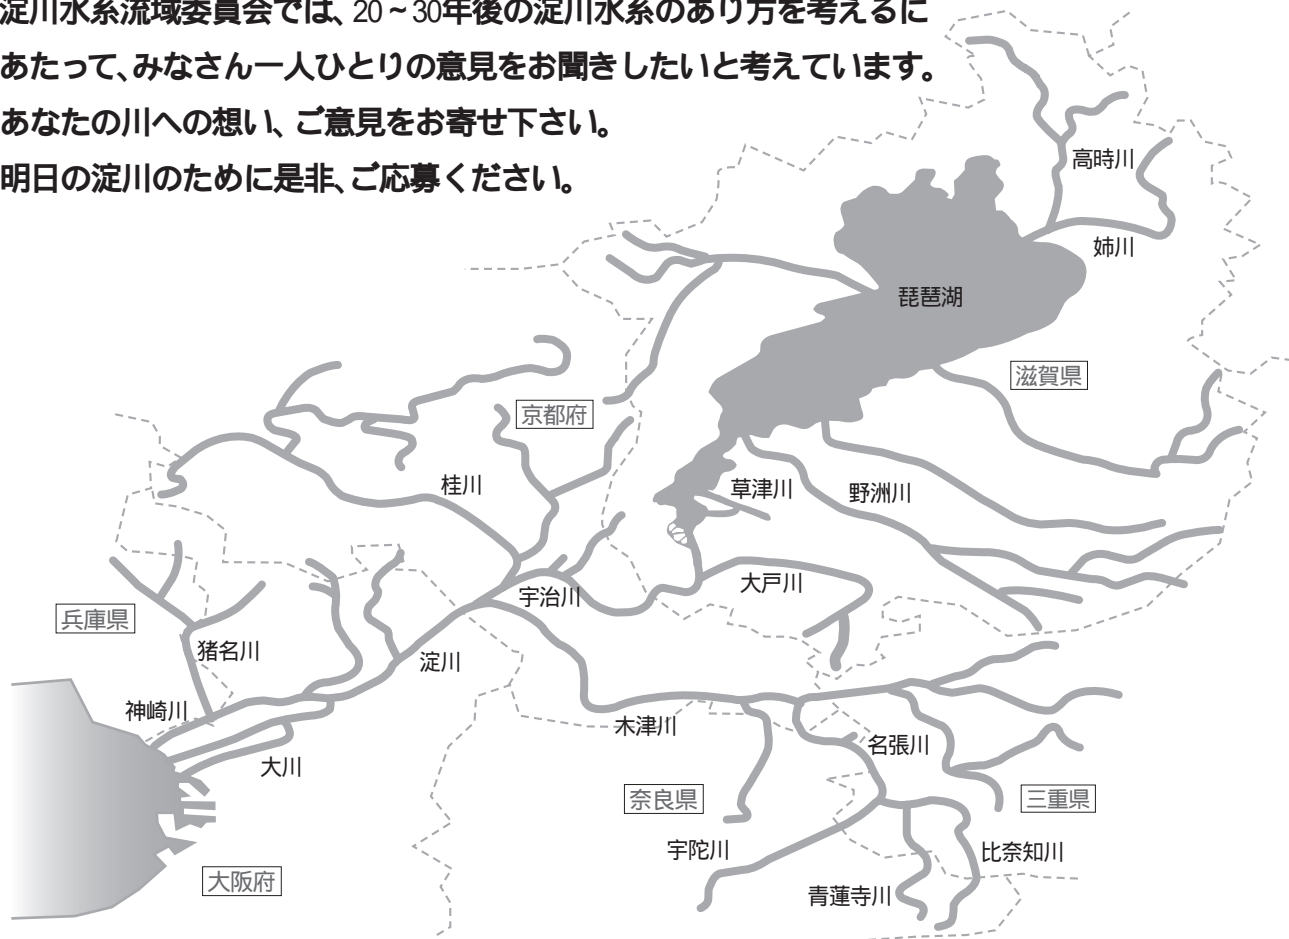 淀川水系流域委員会では、20～30年後の淀川水系のあり方を考えるに
あたって、みなさん一人ひとりの意見をお聞きしたいと考えています。
あなたの川への想い、ご意見をお寄せ下さい。
明日の淀川のために是非、ご応募ください。
高時川
姉川
琵琶湖
滋賀県
京都府
桂川
草津川
野洲川
大戸川
宇治川
兵庫県
猪名川
淀川
神崎川
木津川
名張川
大川
奈良県
三重県
宇陀川
比奈知川
大阪府
青蓮寺川